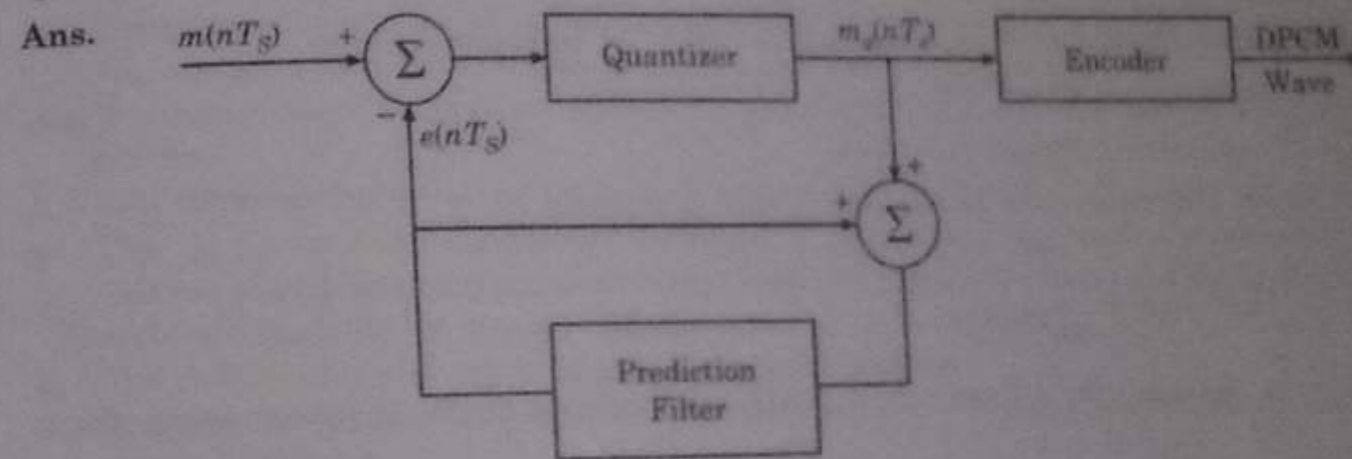 Ans.
m(nT_S)
+
Σ
Quantizer
m_q(nT_s)
Encoder
DPCM
Wave
−
e(nT_S)
+
+
Σ
Prediction
Filter